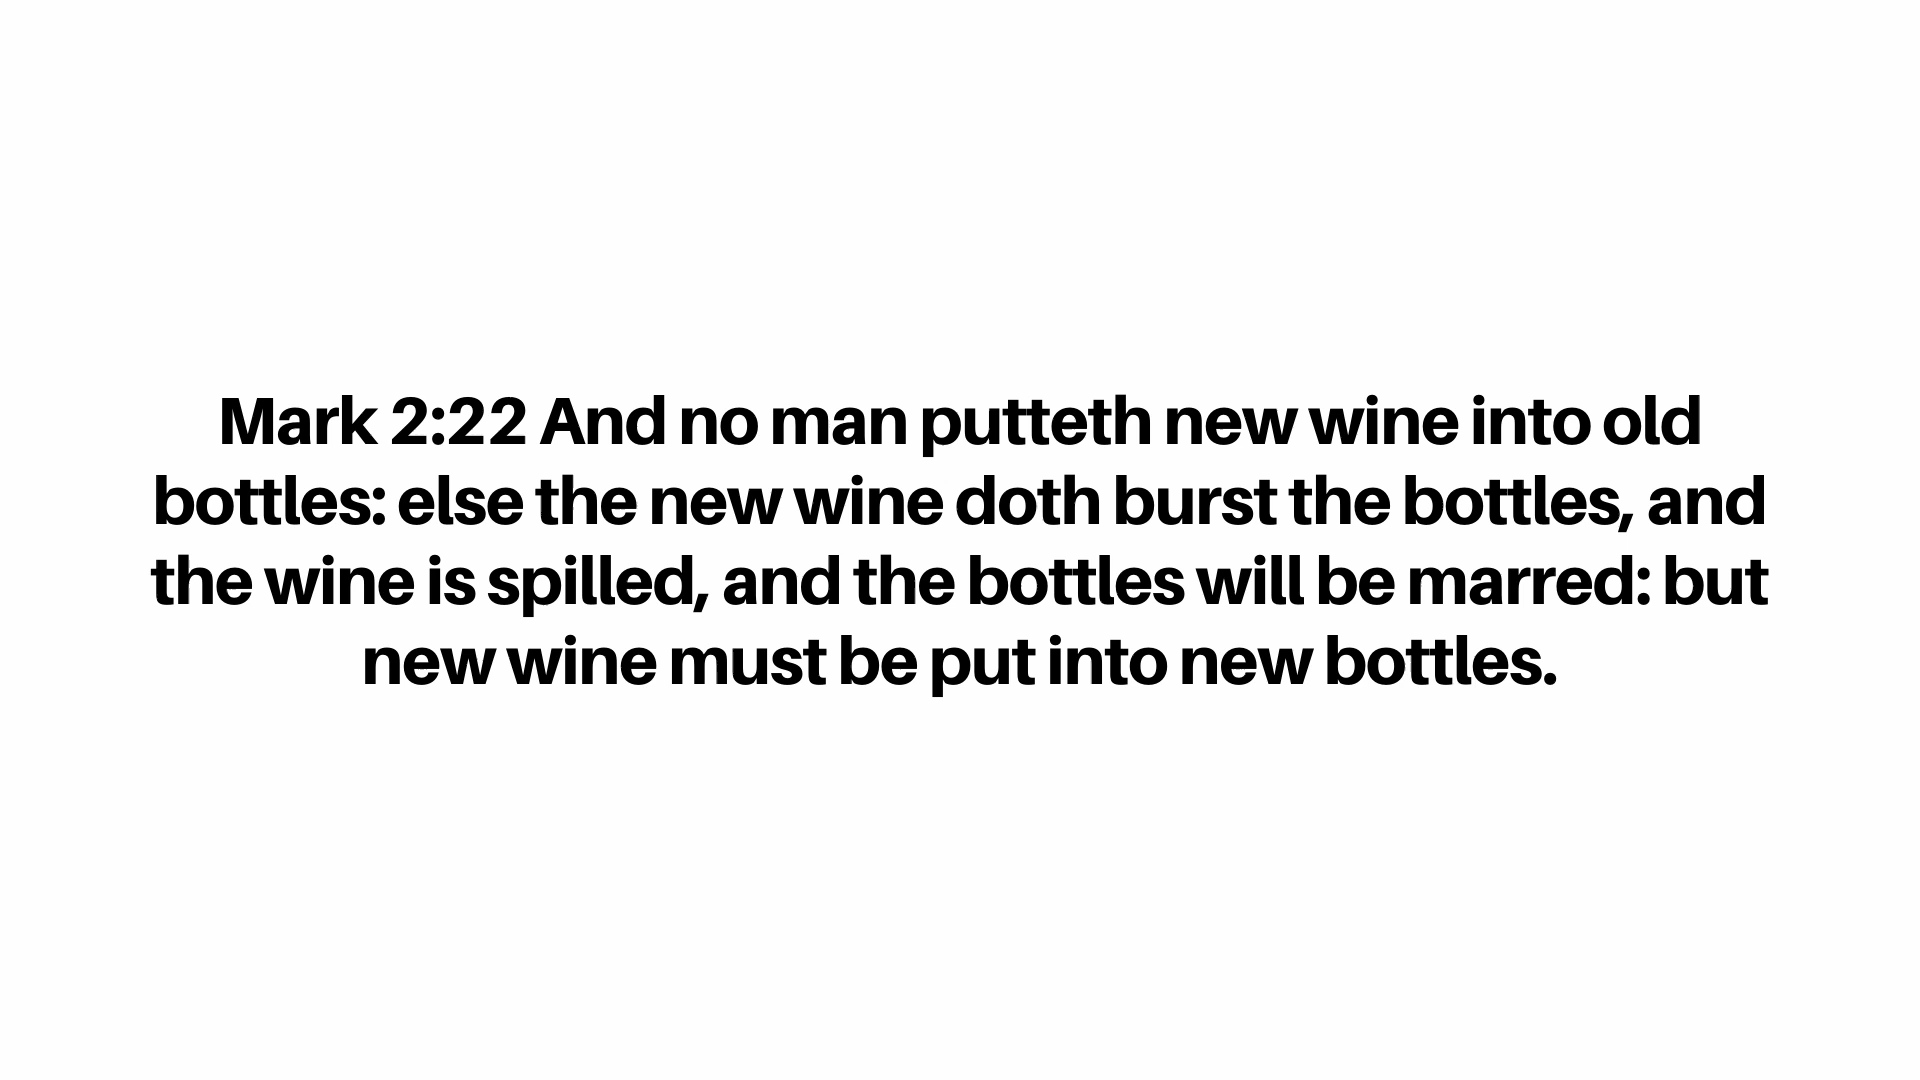 Mark 2:22 And no man putteth new wine into old
bottles: else the new wine doth burst the bottles, and
the wine is spilled, and the bottles will be marred: but
new wine must be put into new bottles.